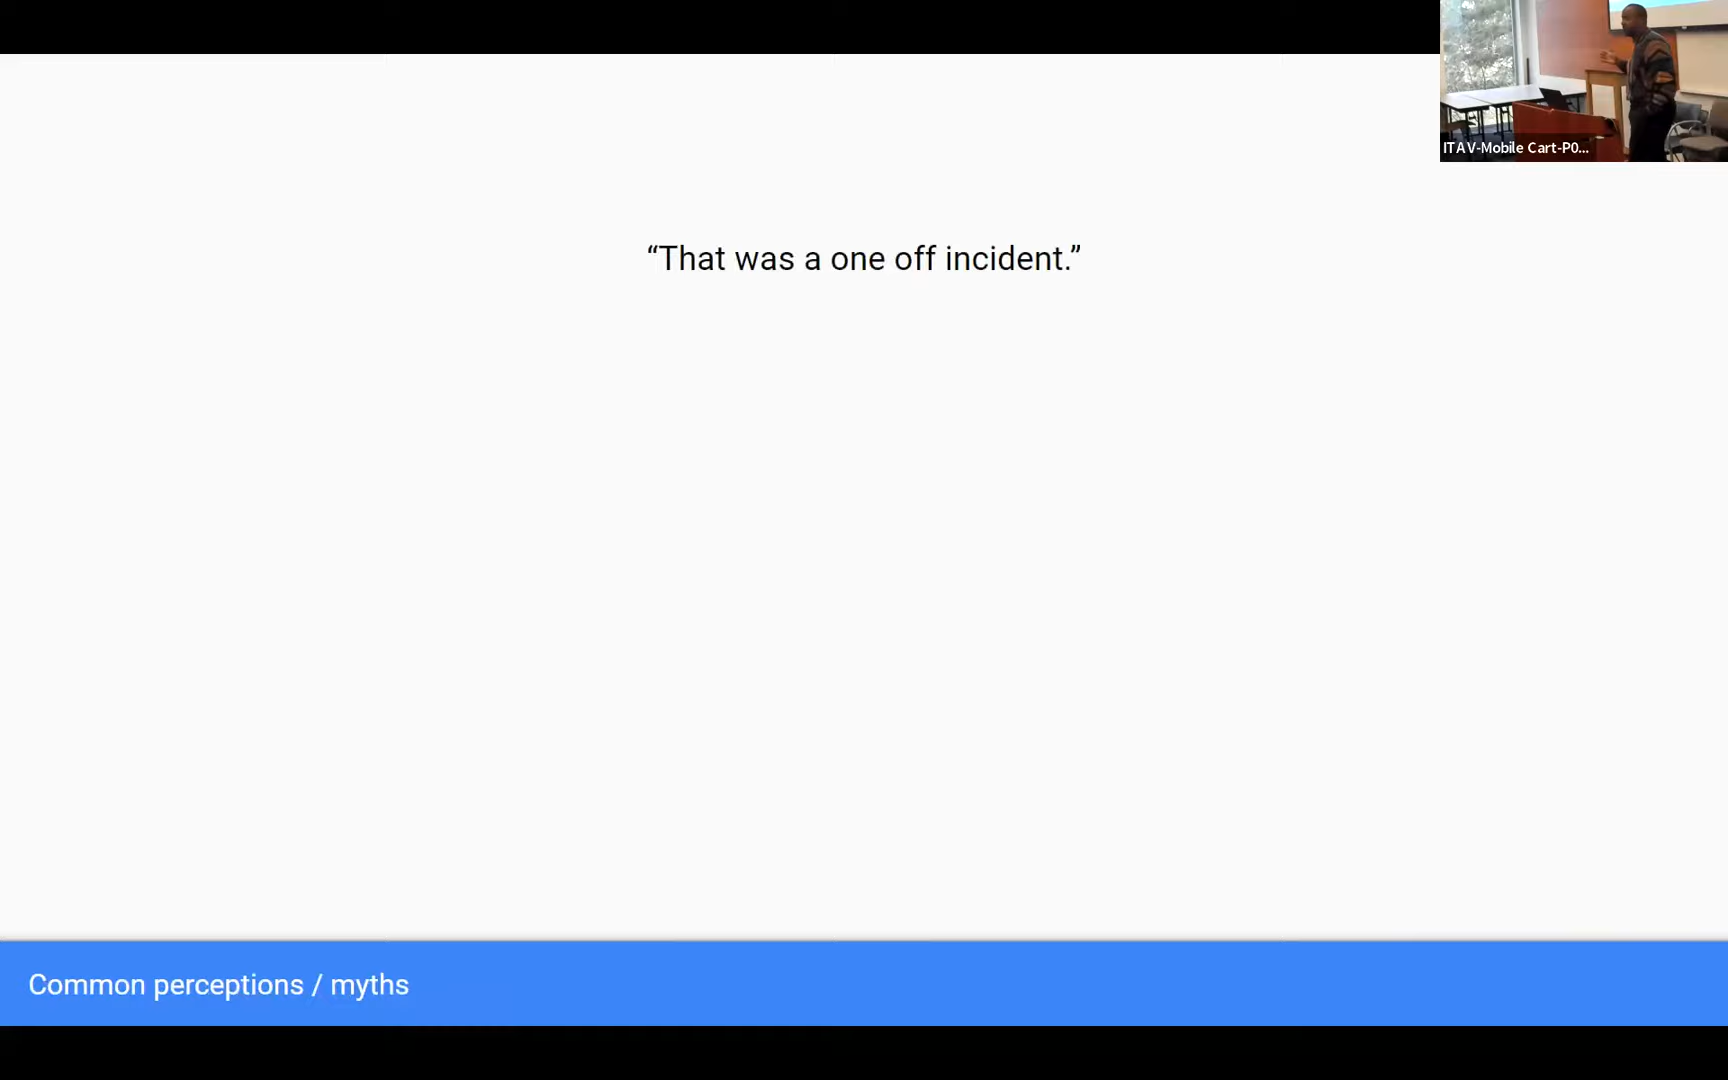 ITAV-Mobile Cart-P0...
“That was a one off incident.”
Common perceptions / myths